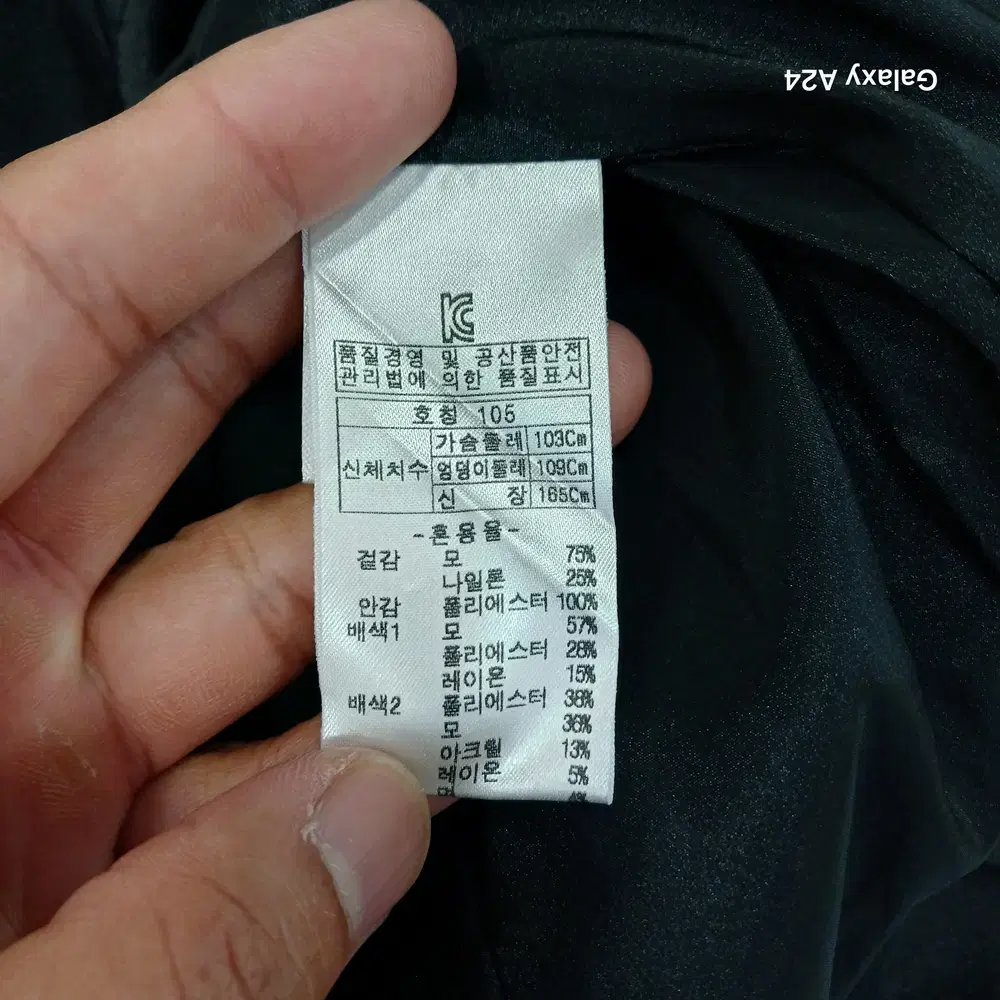 Galaxy A24
KC
품질경영 및 공산품안전
관리법에 의한 품질표시
호칭 105
신체치수 가슴둘레 103Cm
엉덩이둘레 109Cm
신 장 165Cm
-혼용율-
겉감 모 75%
나일론 25%
안감 폴리에스터 100%
배색1 모 57%
폴리에스터 28%
레이온 15%
배색2 폴리에스터 38%
모 36%
아크릴 13%
레이온 5%